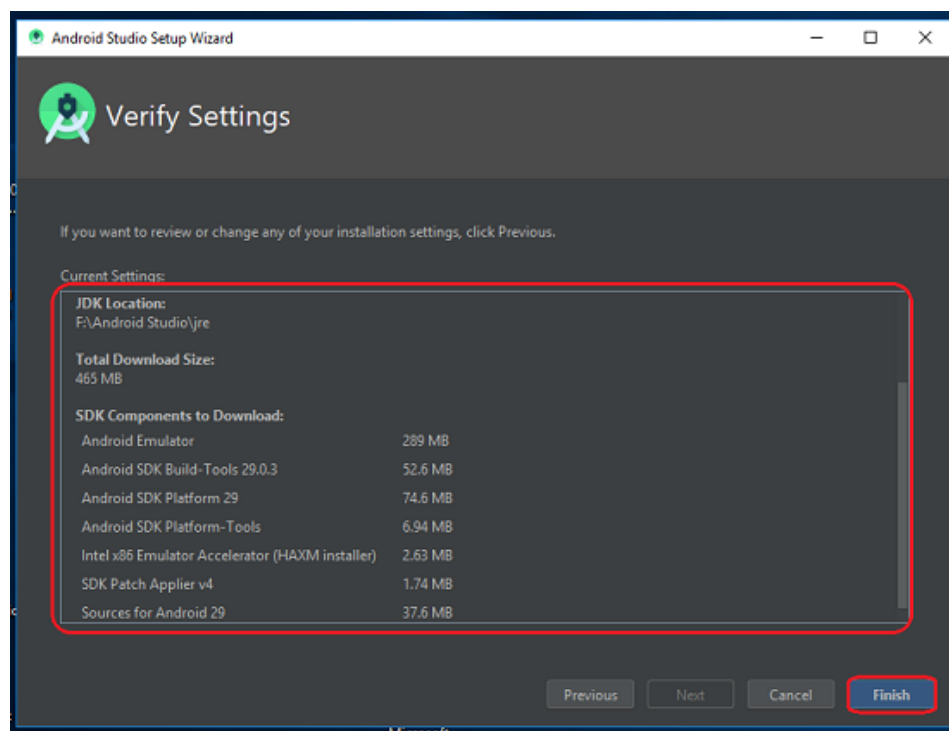 Android Studio Setup Wizard
Verify Settings
If you want to review or change any of your installation settings, click Previous.
Current Settings:
JDK Location:
F:\Android Studio\jre
Total Download Size:
465 MB
SDK Components to Download:
Android Emulator 289 MB
Android SDK Build-Tools 29.0.3 52.6 MB
Android SDK Platform 29 74.6 MB
Android SDK Platform-Tools 6.94 MB
Intel x86 Emulator Accelerator (HAXM installer) 2.63 MB
SDK Patch Applier v4 1.74 MB
Sources for Android 29 37.6 MB
Previous Next Cancel Finish